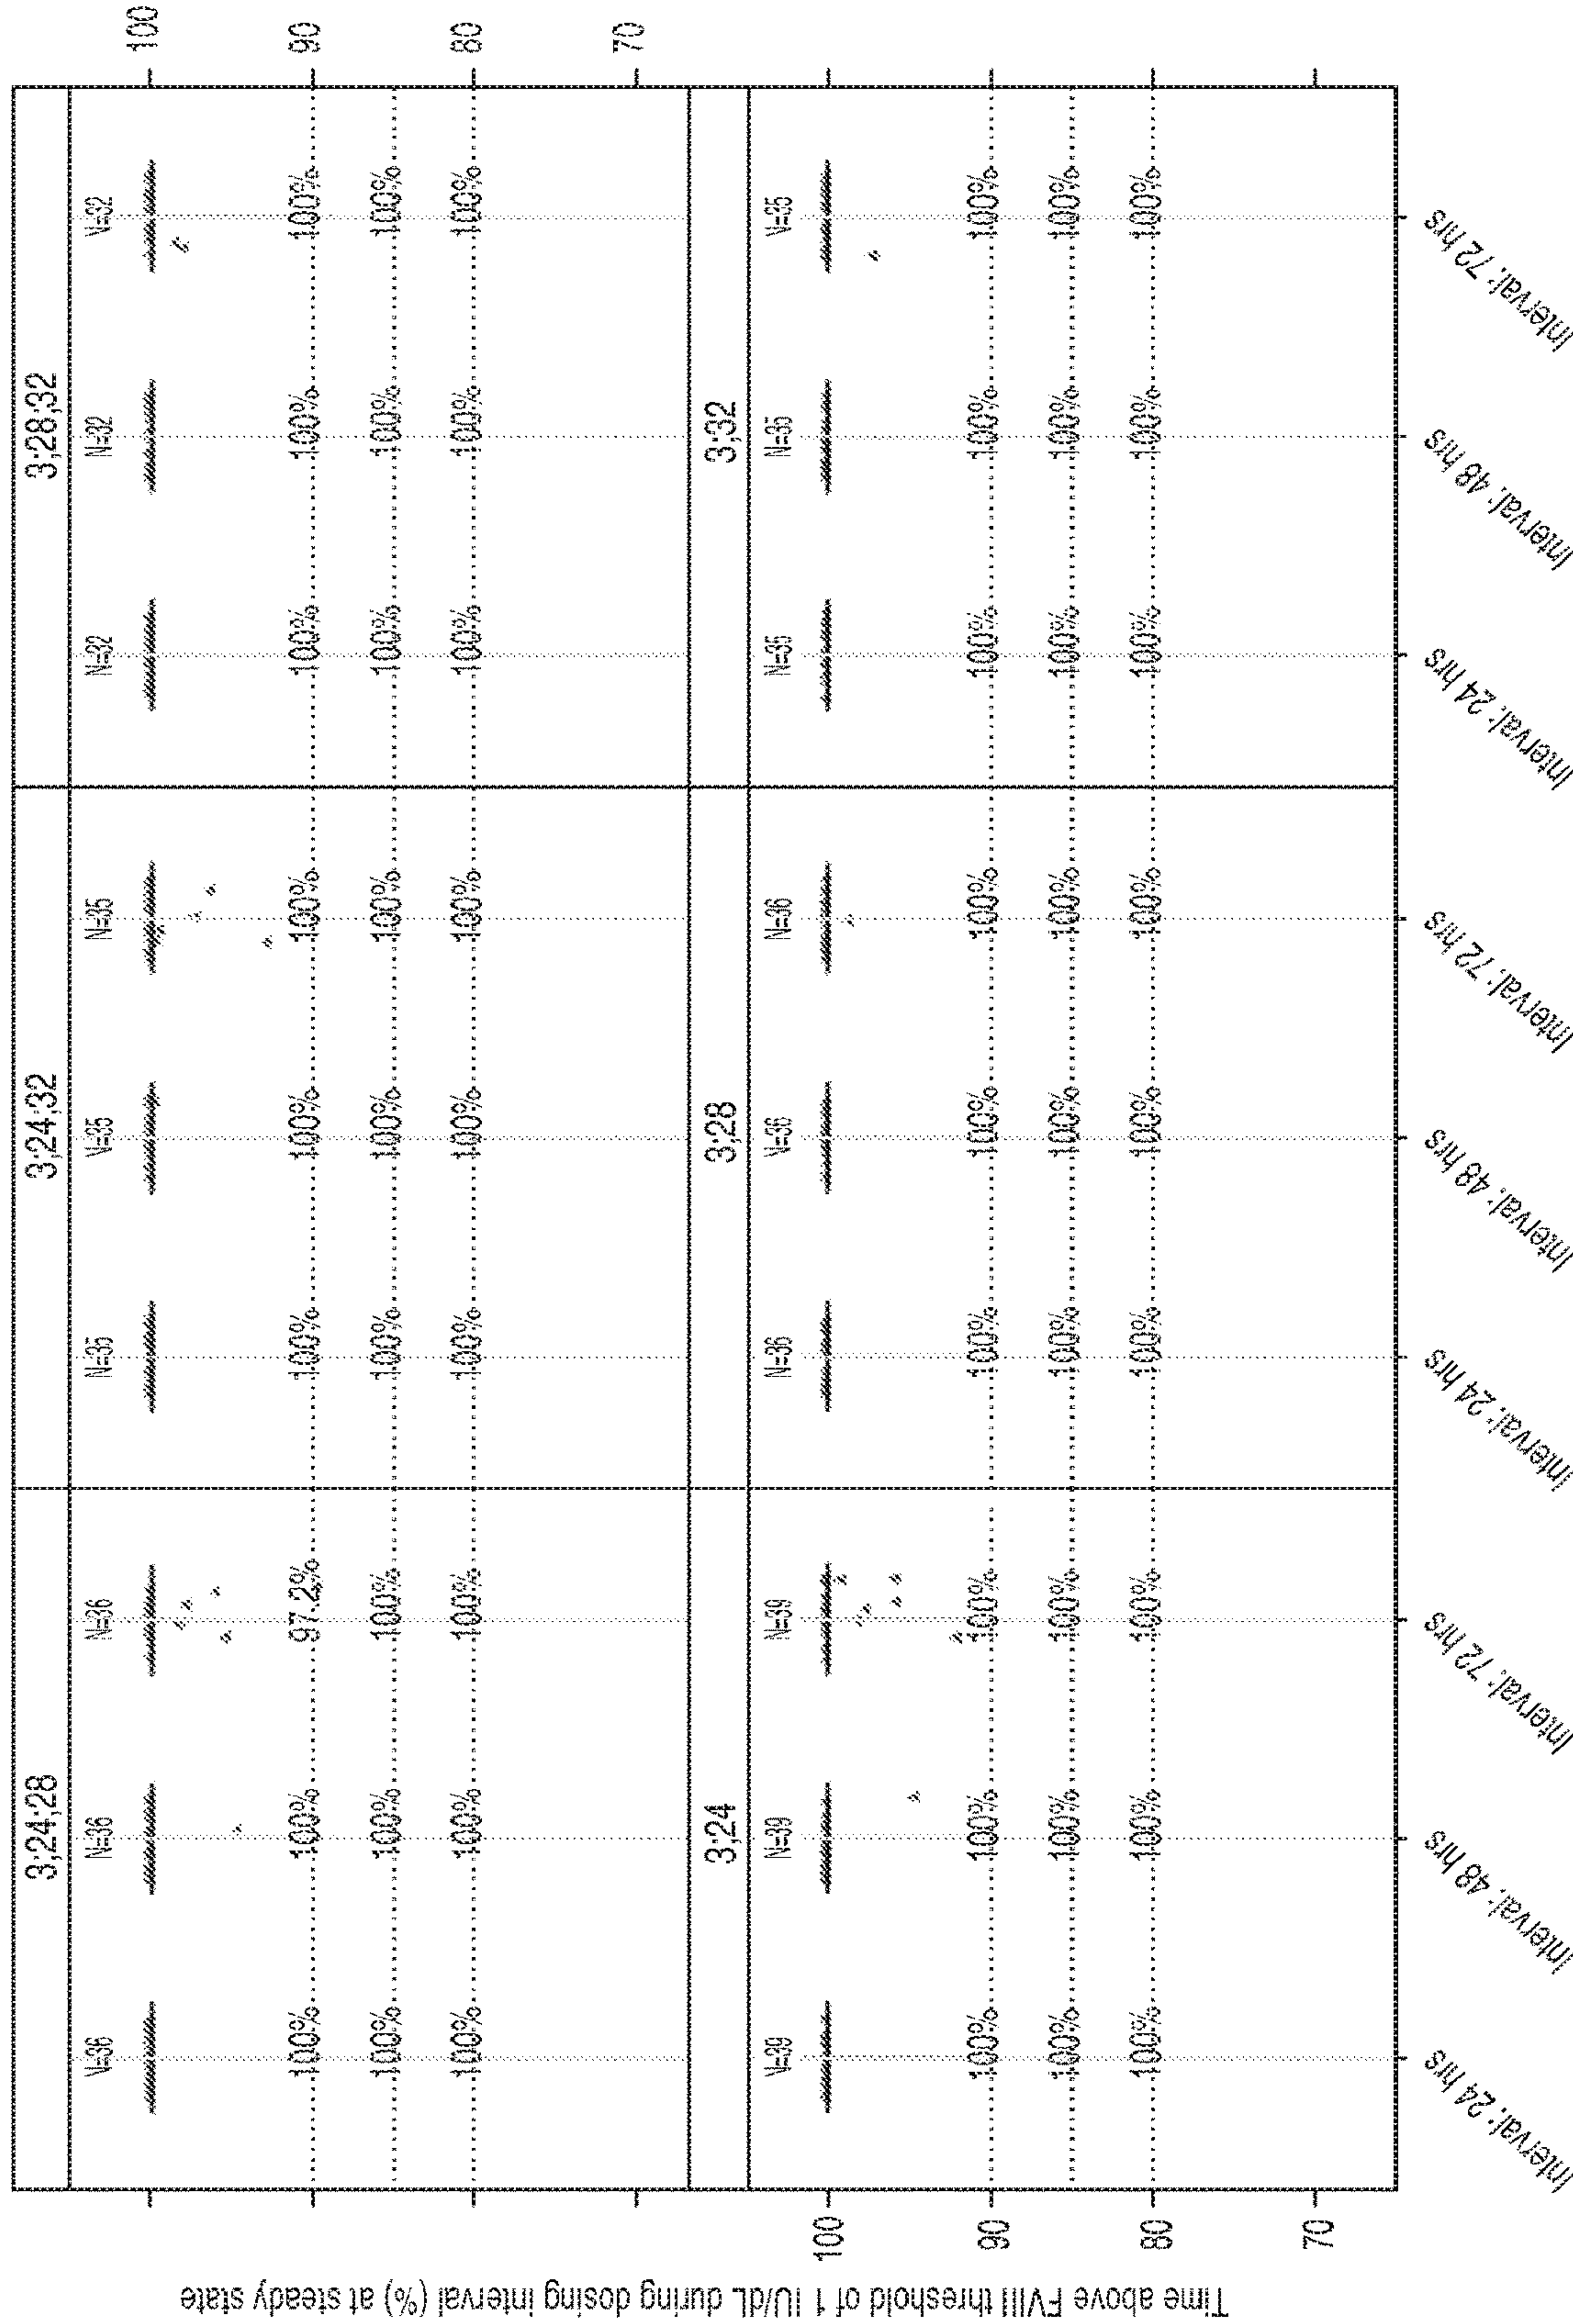 3;24;28 3;24;32 3;28;32
N=36 N=36 N=36 N=35 N=35 N=35 N=32 N=32 N=32
100
100% 100% 97.2% 100% 100% 100% 100% 100% 100%
90
100% 100% 100% 100% 100% 100% 100% 100% 100%
100% 100% 100% 100% 100% 100% 100% 100% 100%
80
70
3;24 3;28 3;32
N=39 N=39 N=39 N=36 N=36 N=36 N=35 N=35 N=35
100
90
100% 100% 100% 100% 100% 100% 100% 100% 100%
100% 100% 100% 100% 100% 100% 100% 100% 100%
80
100% 100% 100% 100% 100% 100% 100% 100% 100%
70
Interval: 24 hrs
Interval: 48 hrs
Interval: 72 hrs
Interval: 24 hrs
Interval: 48 hrs
Interval: 72 hrs
Interval: 24 hrs
Interval: 48 hrs
Interval: 72 hrs
Time above FVIII threshold of 1 IU/dL during dosing interval (%) at steady state